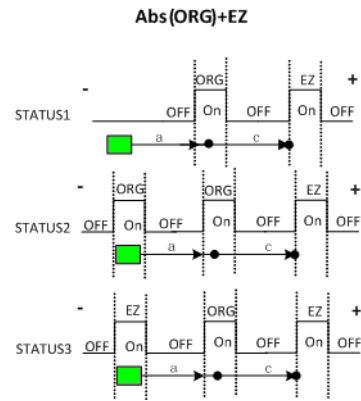 Abs(ORG)+EZ
- ORG EZ +
STATUS1 OFF On OFF On OFF
a c
- ORG ORG EZ +
STATUS2 OFF On OFF On OFF On OFF
a c
- EZ ORG EZ +
STATUS3 OFF On OFF On OFF On OFF
a c